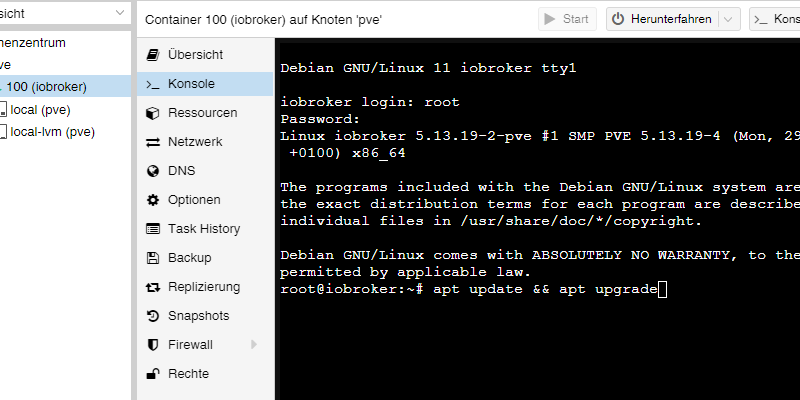 sicht
nenzentrum
ve
100 (iobroker)
local (pve)
local-lvm (pve)
Container 100 (iobroker) auf Knoten 'pve'
Start
Herunterfahren
Kons
Übersicht
Konsole
Ressourcen
Netzwerk
DNS
Optionen
Task History
Backup
Replizierung
Snapshots
Firewall
Rechte
Debian GNU/Linux 11 iobroker tty1
iobroker login: root
Password:
Linux iobroker 5.13.19-2-pve #1 SMP PVE 5.13.19-4 (Mon, 29
+0100) x86_64
The programs included with the Debian GNU/Linux system are
the exact distribution terms for each program are describe
individual files in /usr/share/doc/*/copyright.
Debian GNU/Linux comes with ABSOLUTELY NO WARRANTY, to the
permitted by applicable law.
root@iobroker:~# apt update && apt upgrade